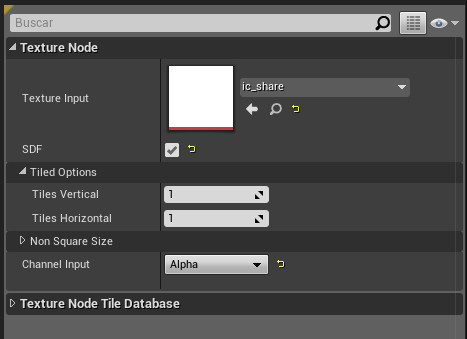 Buscar
Texture Node
Texture Input
ic_share
SDF
Tiled Options
Tiles Vertical 1
Tiles Horizontal 1
Non Square Size
Channel Input Alpha
Texture Node Tile Database